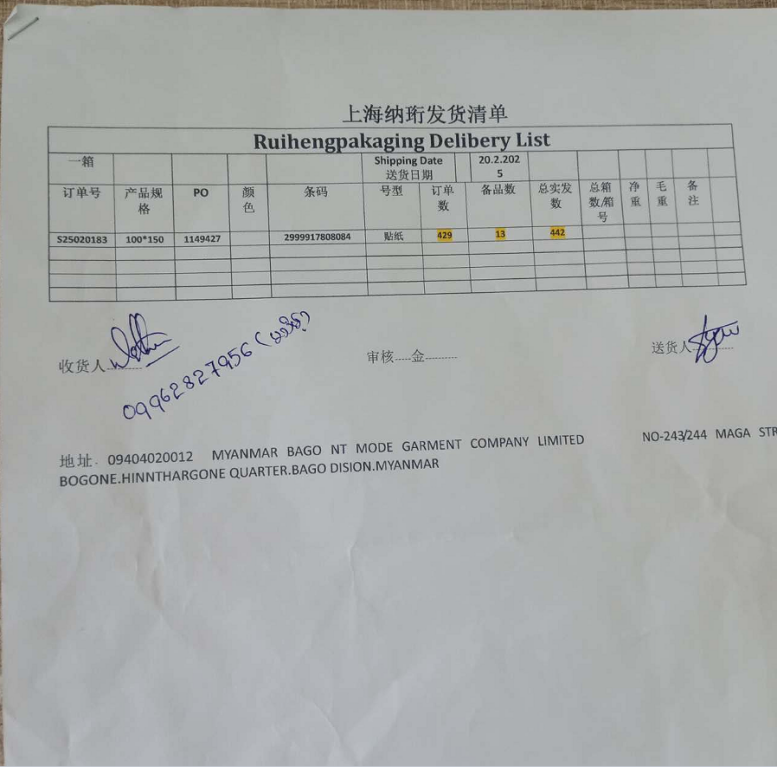 上海纳珩发货清单
Ruihengpakaging Delibery List
一箱 Shipping Date 送货日期 20.2.2025
订单号 产品规格 PO 颜色 条码 号型 订单数 备品数 总实发数 总箱数/箱号 净重 毛重 备注
S25020183 100*150 1149427 2999917808084 贴纸 429 13 442
收货人........... 审核.....金.......... 送货人...........
09962827956
地址. 09404020012 MYANMAR BAGO NT MODE GARMENT COMPANY LIMITED NO-243/244 MAGA STR
BOGONE.HINNTHARGONE QUARTER.BAGO DISION.MYANMAR